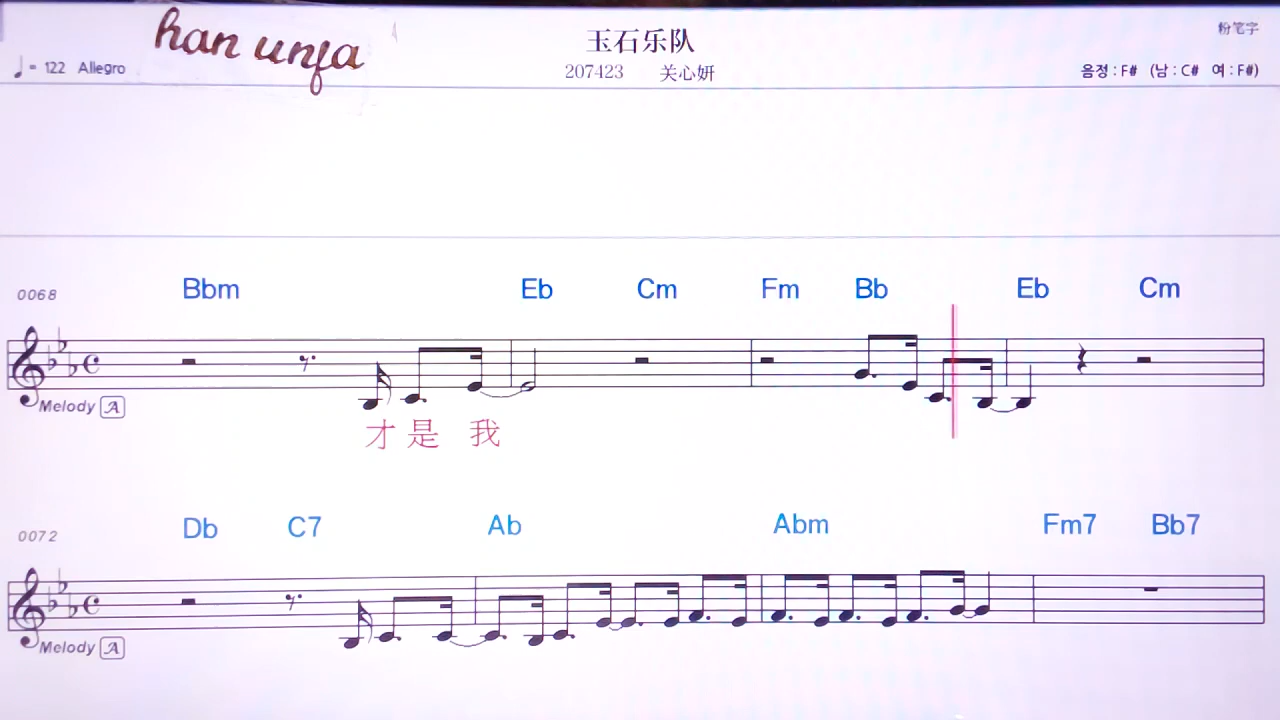 han unfa
玉石乐队
粉笔字
♩= 122 Allegro
207423 关心妍
음정 : F# (남 : C# 여 : F#)
0068 Bbm Eb Cm Fm Bb Eb Cm
Melody A
才是 我
0072 Db C7 Ab Abm Fm7 Bb7
Melody A